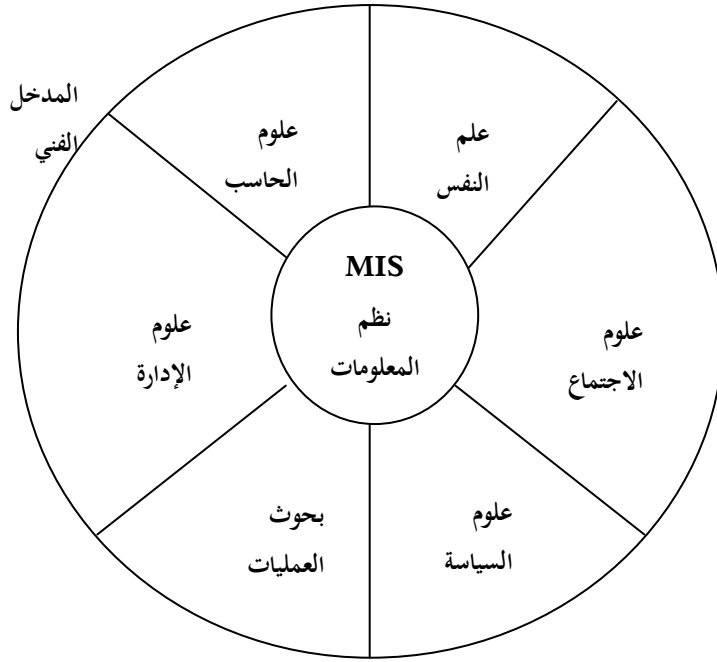 المدخل
الفني
علوم
الحاسب
علم
النفس
MIS
نظم
المعلومات
علوم
الإدارة
علوم
الاجتماع
بحوث
العمليات
علوم
السياسة